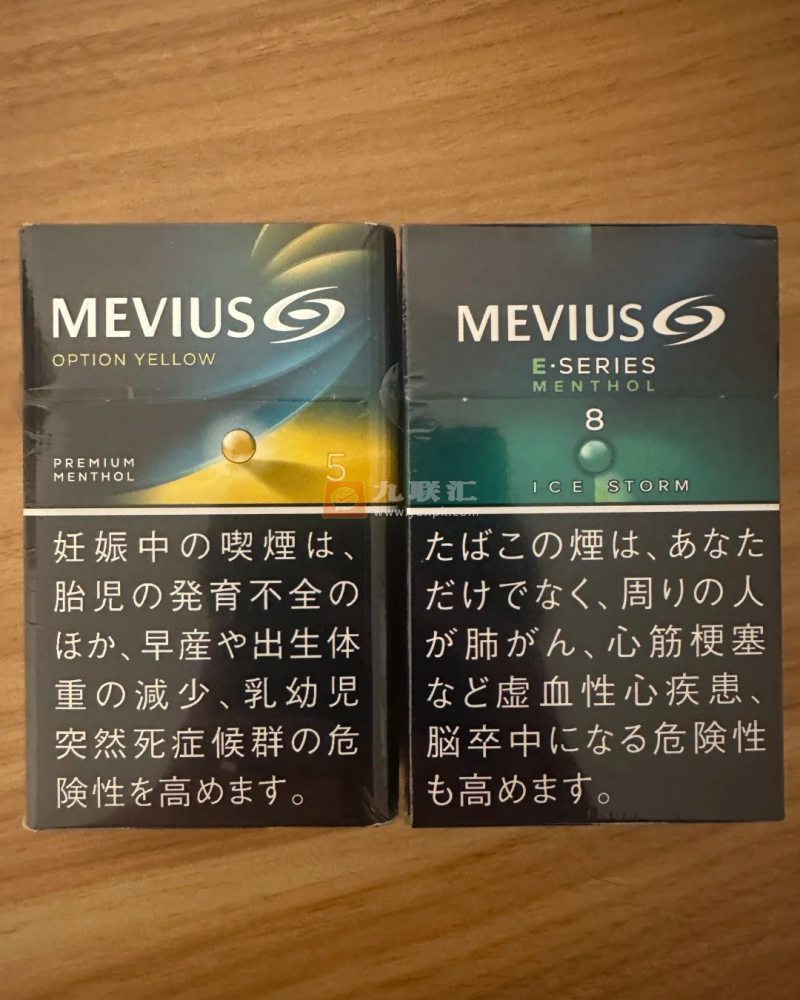 MEVIUS
OPTION YELLOW
PREMIUM
MENTHOL
5
妊娠中の喫煙は、
胎児の発育不全の
ほか、早産や出生体
重の減少、乳幼児
突然死症候群の危
険性を高めます。
MEVIUS
E·SERIES
MENTHOL
8
ICE STORM
たばこの煙は、あなた
だけでなく、周りの人
が肺がん、心筋梗塞
など虚血性心疾患、
脳卒中になる危険性
も高めます。
九联汇
www.yanpk.com